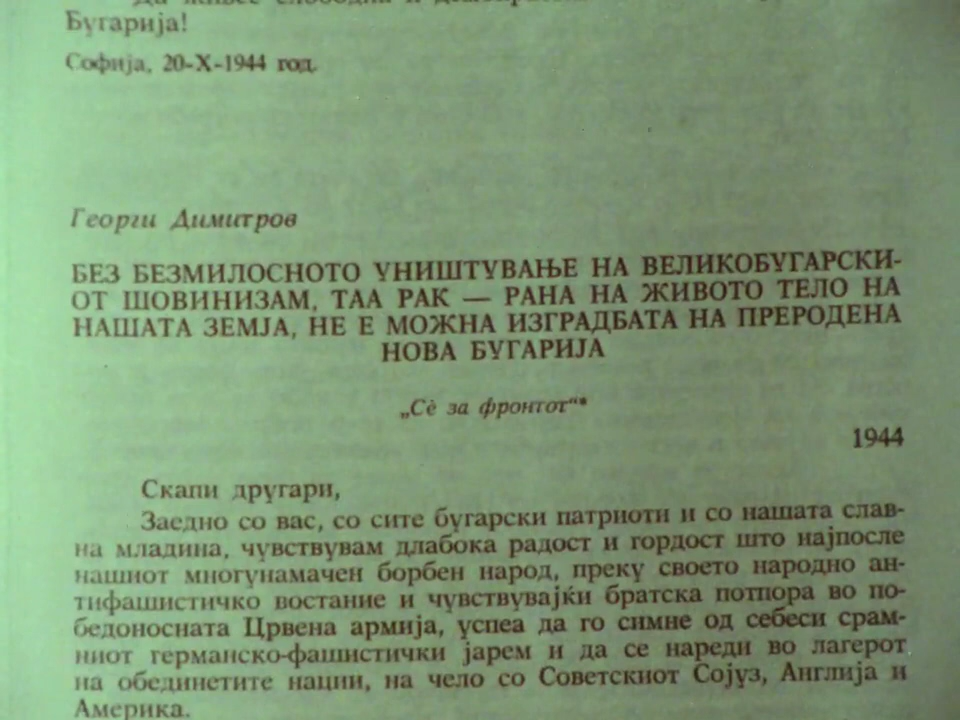 Да живее слободна и
Бугарија!
Софија, 20-X-1944 год.
Георги Димитров
БЕЗ БЕЗМИЛОСНОТО УНИШТУВАЊЕ НА ВЕЛИКОБУГАРСКИ-
ОТ ШОВИНИЗАМ, ТАА РАК — РАНА НА ЖИВОТО ТЕЛО НА
НАШАТА ЗЕМЈА, НЕ Е МОЖНА ИЗГРАДБАТА НА ПРЕРОДЕНА
НОВА БУГАРИЈА
„Сѐ за фронтот“*
1944
Скапи другари,
Заедно со вас, со сите бугарски патриоти и со нашата слав-
на младина, чувствувам длабока радост и гордост што најпосле
нашиот многунамачен борбен народ, преку своето народно ан-
тифашистичко востание и чувствувајќи братска потпора во по-
бедоносната Црвена армија, успеа да го симне од себеси срам-
ниот германско-фашистички јарем и да се нареди во лагерот
на обединетите нации, на чело со Советскиот Сојуз, Англија и
Америка.